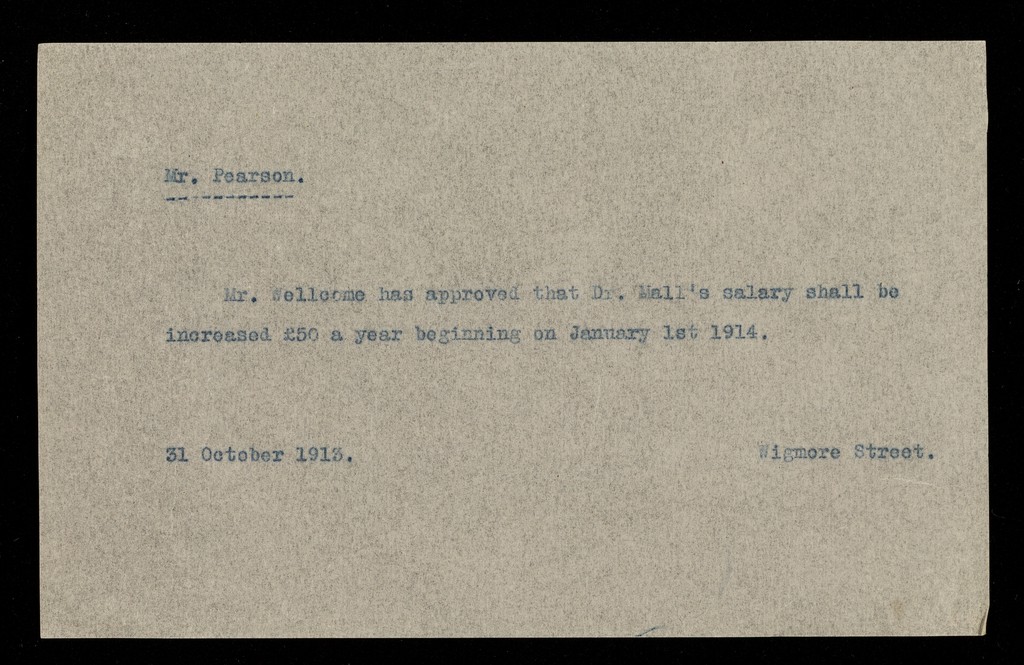 Mr. Pearson.
Mr. Wellcome has approved that Dr. Mall's salary shall be
increased £50 a year beginning on January 1st 1914.
31 October 1913.
Wigmore Street.